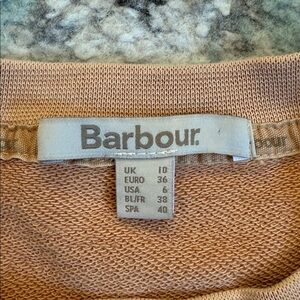 Barbour.
UK 10
EURO 36
USA 6
BL/FR 38
SPA 40